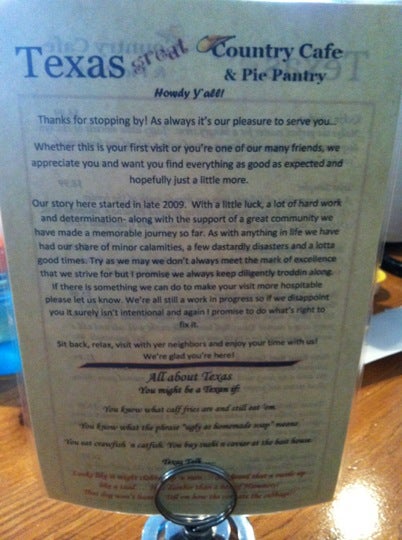 Texas great Country Cafe
& Pie Pantry
Howdy Y'all!
Thanks for stopping by! As always it's our pleasure to serve you...
Whether this is your first visit or you're one of our many friends, we
appreciate you and want you find everything as good as expected and
hopefully just a little more.
Our story here started in late 2009. With a little luck, a lot of hard work
and determination- along with the support of a great community we
have made a memorable journey so far. As with anything in life we have
had our share of minor calamities, a few dastardly disasters and a lotta
good times. Try as we may we don't always meet the mark of excellence
that we strive for but I promise we always keep diligently troddin along.
If there is something we can do to make your visit more hospitable
please let us know. We're all still a work in progress so if we disappoint
you it surely isn't intentional and again I promise to do what's right to
fix it.
Sit back, relax, visit with yer neighbors and enjoy your time with us!
We're glad you're here!
All about Texas
You might be a Texan if:
You know what calf fries are and still eat 'em.
You know what the phrase "ugly as homemade soap" means
You eat crawfish 'n catfish. You buy sushi n caviar at the bait house
Texas Talk
Looks like it might
like a
That dog won't hunt the cabbage!!